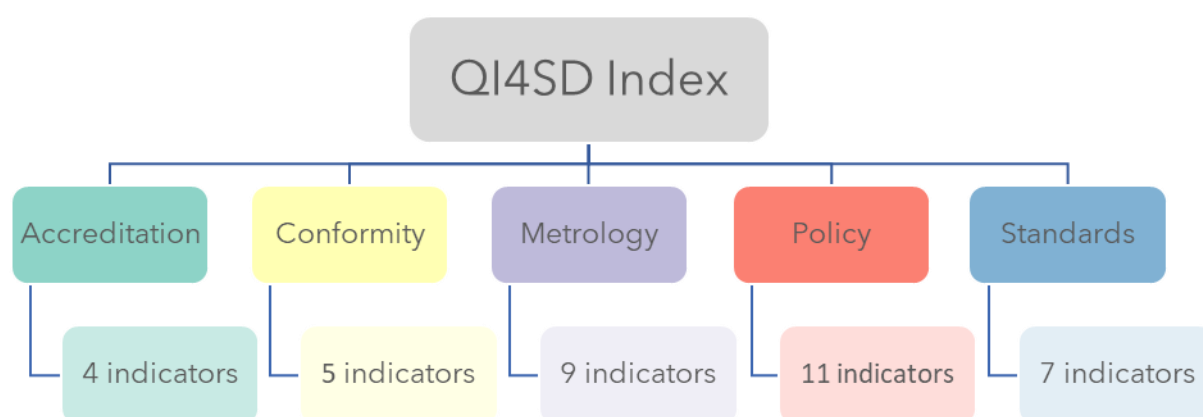 QI4SD Index
Accreditation
Conformity
Metrology
Policy
Standards
4 indicators
5 indicators
9 indicators
11 indicators
7 indicators